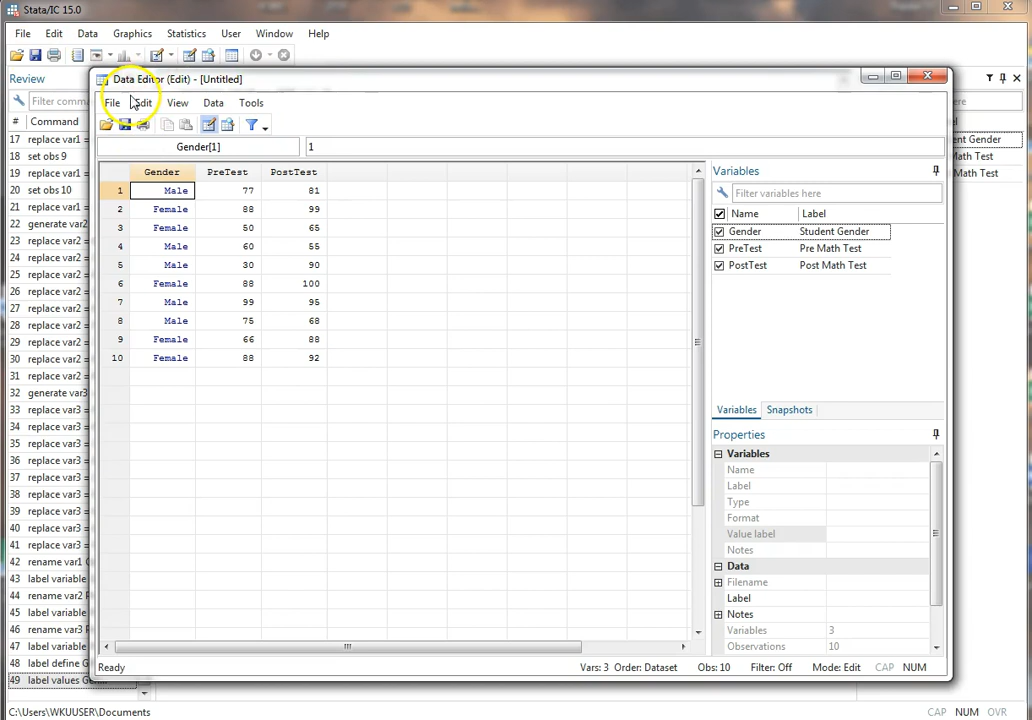 Stata/IC 15.0
File Edit Data Graphics Statistics User Window Help
Review
Filter comma
# Command
17 replace var1 =
18 set obs 9
19 replace var1 =
20 set obs 10
21 replace var1 =
22 generate var2
23 replace var2 =
24 replace var2 =
25 replace var2 =
26 replace var2 =
27 replace var2 =
28 replace var2 =
29 replace var2 =
30 replace var2 =
31 replace var2 =
32 generate var3
33 replace var3 =
34 replace var3 =
35 replace var3 =
36 replace var3 =
37 replace var3 =
38 replace var3 =
39 replace var3 =
40 replace var3 =
41 replace var3 =
42 rename var1 G
43 label variable
44 rename var2 P
45 label variable
46 rename var3 P
47 label variable
48 label define G
49 label values Gen
Data Editor (Edit) - [Untitled]
File Edit View Data Tools
Gender[1] 1
Gender PreTest PostTest
1 Male 77 81
2 Female 88 99
3 Female 50 65
4 Male 60 55
5 Male 30 90
6 Female 88 100
7 Male 99 95
8 Male 75 68
9 Female 66 88
10 Female 88 92
Variables
Filter variables here
Name Label
Gender Student Gender
PreTest Pre Math Test
PostTest Post Math Test
Variables Snapshots
Properties
Variables
Name
Label
Type
Format
Value label
Notes
Data
Filename
Label
Notes
Variables 3
Observations 10
Ready Vars: 3 Order: Dataset Obs: 10 Filter: Off Mode: Edit CAP NUM
ere
el
ent Gender
Math Test
Math Test
C:\Users\WKUUSER\Documents
CAP NUM OVR